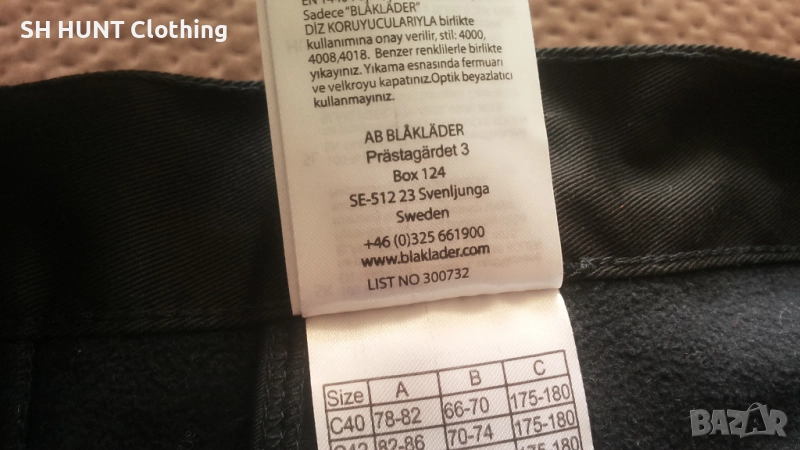 SH HUNT Clothing
Sadece "BLÅKLÄDER"
DİZ KORUYUCULARIYLA birlikte
kullanımına onay verilir, stil: 4000,
4008,4018. Benzer renklilerle birlikte
yıkayınız. Yıkama esnasında fermuarı
ve velkroyu kapatınız.Optik beyazlatıcı
kullanmayınız.
AB BLÅKLÄDER
Prästagärdet 3
Box 124
SE-512 23 Svenljunga
Sweden
+46 (0)325 661900
www.blaklader.com
LIST NO 300732
Size A B C
C40 78-82 66-70 175-180
82-86 70-74 175-180
175-180
BAZAR